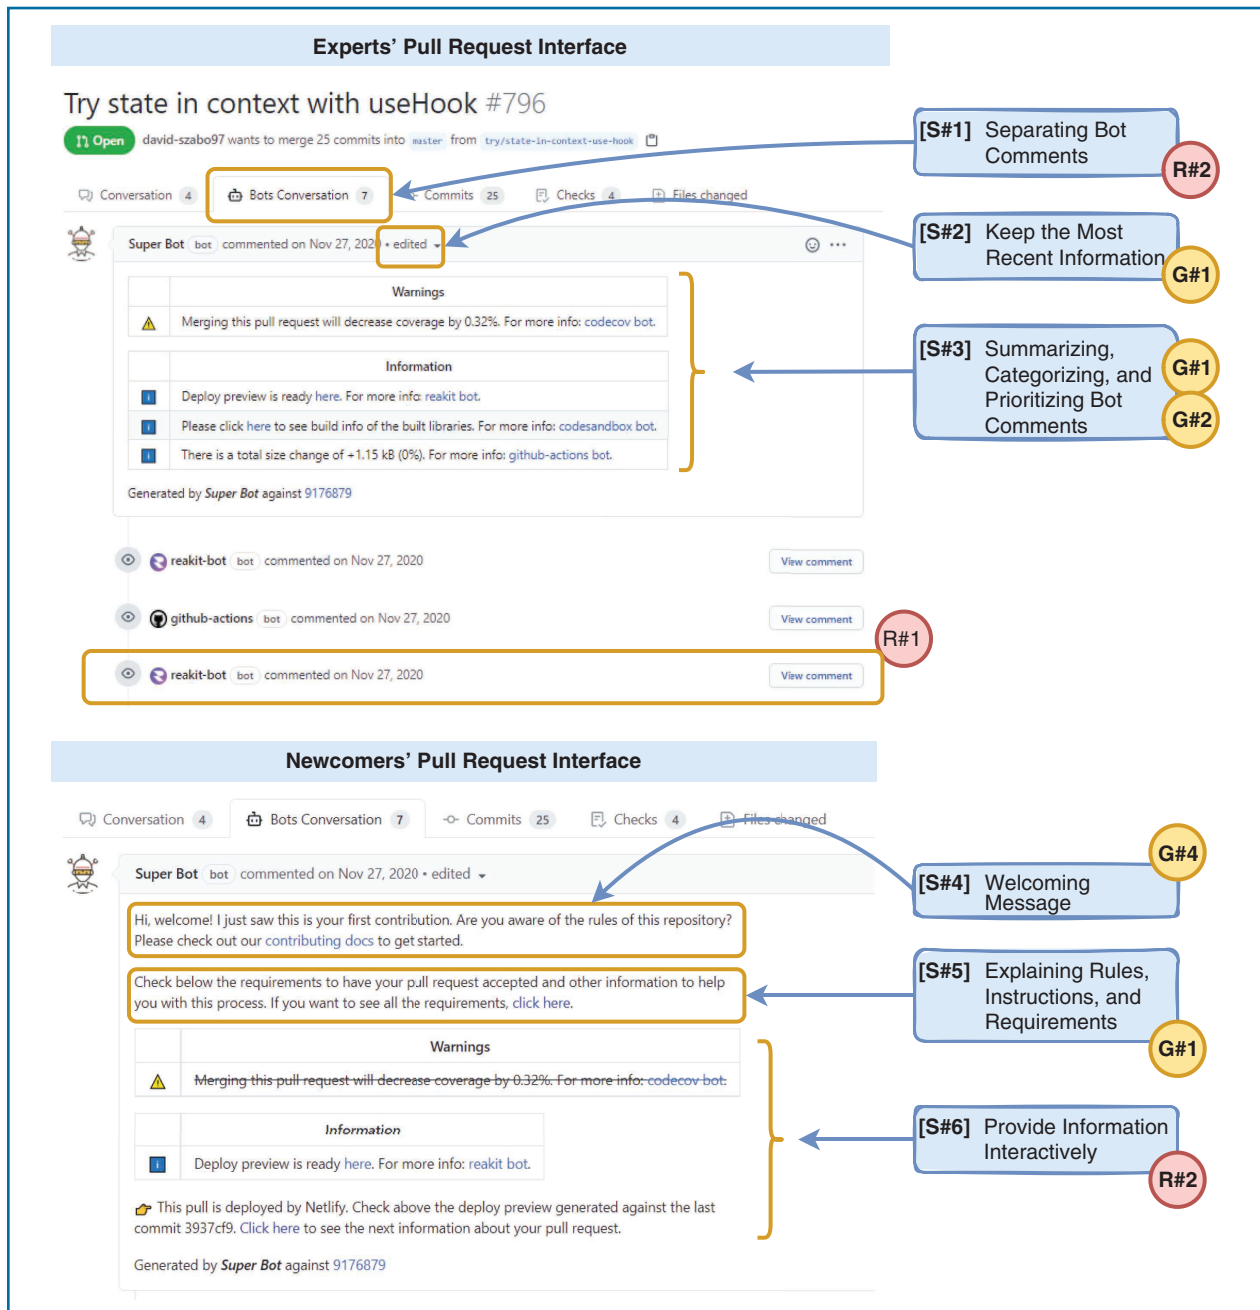 Experts' Pull Request Interface
Try state in context with useHook #796
Open david-szabo97 wants to merge 25 commits into master from try/state-in-context-use-hook
Conversation 4 Bots Conversation 7 Commits 25 Checks 4 Files changed
Super Bot bot commented on Nov 27, 2020 • edited
Warnings
Merging this pull request will decrease coverage by 0.32%. For more info: codecov bot.
Information
Deploy preview is ready here. For more info: reakit bot.
Please click here to see build info of the built libraries. For more info: codesandbox bot.
There is a total size change of +1.15 kB (0%). For more info: github-actions bot.
Generated by Super Bot against 9176879
reakit-bot bot commented on Nov 27, 2020 View comment
github-actions bot commented on Nov 27, 2020 View comment
R#1
reakit-bot bot commented on Nov 27, 2020 View comment
[S#1] Separating Bot
Comments
R#2
[S#2] Keep the Most
Recent Information
G#1
[S#3] Summarizing,
Categorizing, and
Prioritizing Bot
Comments
G#1
G#2
Newcomers' Pull Request Interface
Conversation 4 Bots Conversation 7 Commits 25 Checks 4 Files changed
Super Bot bot commented on Nov 27, 2020 • edited
Hi, welcome! I just saw this is your first contribution. Are you aware of the rules of this repository?
Please check out our contributing docs to get started.
Check below the requirements to have your pull request accepted and other information to help
you with this process. If you want to see all the requirements, click here.
Warnings
Merging this pull request will decrease coverage by 0.32%. For more info: codecov bot.
Information
Deploy preview is ready here. For more info: reakit bot.
This pull is deployed by Netlify. Check above the deploy preview generated against the last
commit 3937cf9. Click here to see the next information about your pull request.
Generated by Super Bot against 9176879
G#4
[S#4] Welcoming
Message
[S#5] Explaining Rules,
Instructions, and
Requirements
G#1
[S#6] Provide Information
Interactively
R#2